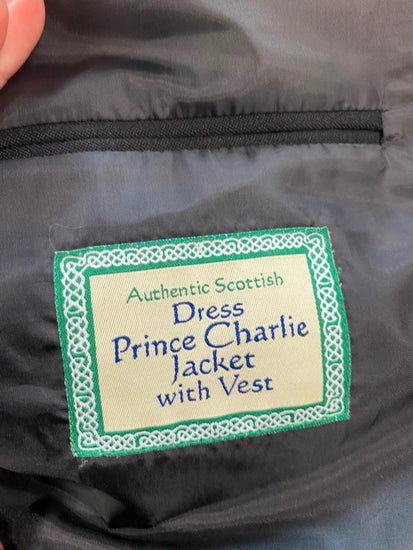 Authentic Scottish
Dress
Prince Charlie
Jacket
with Vest